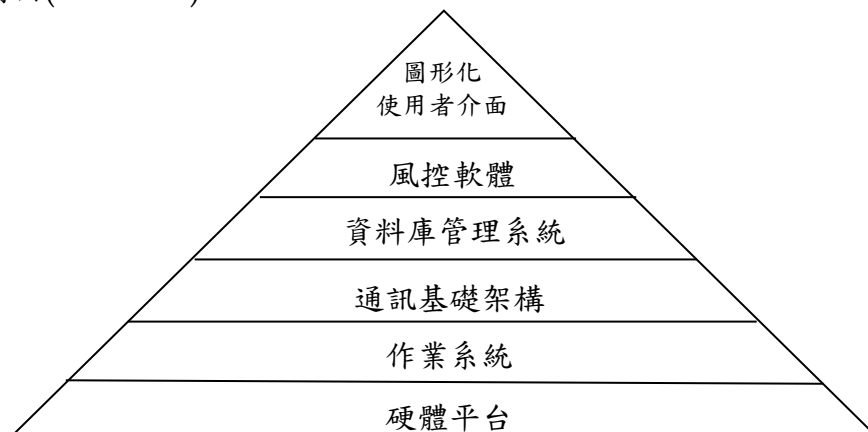 圖形化
使用者介面
風控軟體
資料庫管理系統
通訊基礎架構
作業系統
硬體平台